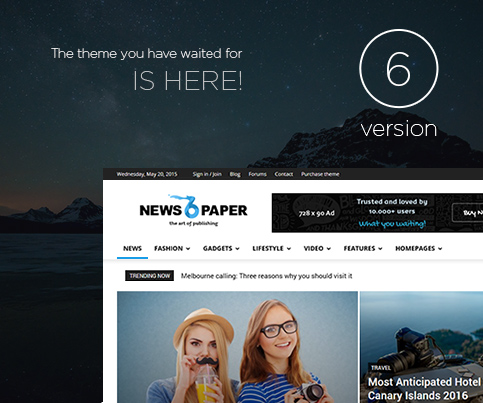 The theme you have waited for
IS HERE!
6
version
Wednesday, May 20, 2015 Sign in / Join Blog Forums Contact Purchase theme
NEWS6PAPER
the art of publishing
728 x 90 Ad
Trusted and loved by
10.000+ users
What you waiting!
BUY N
NEWS FASHION GADGETS LIFESTYLE VIDEO FEATURES HOMEPAGES
TRENDING NOW Melbourne calling: Three reasons why you should visit it
TRAVEL
Most Anticipated Hotel
Canary Islands 2016